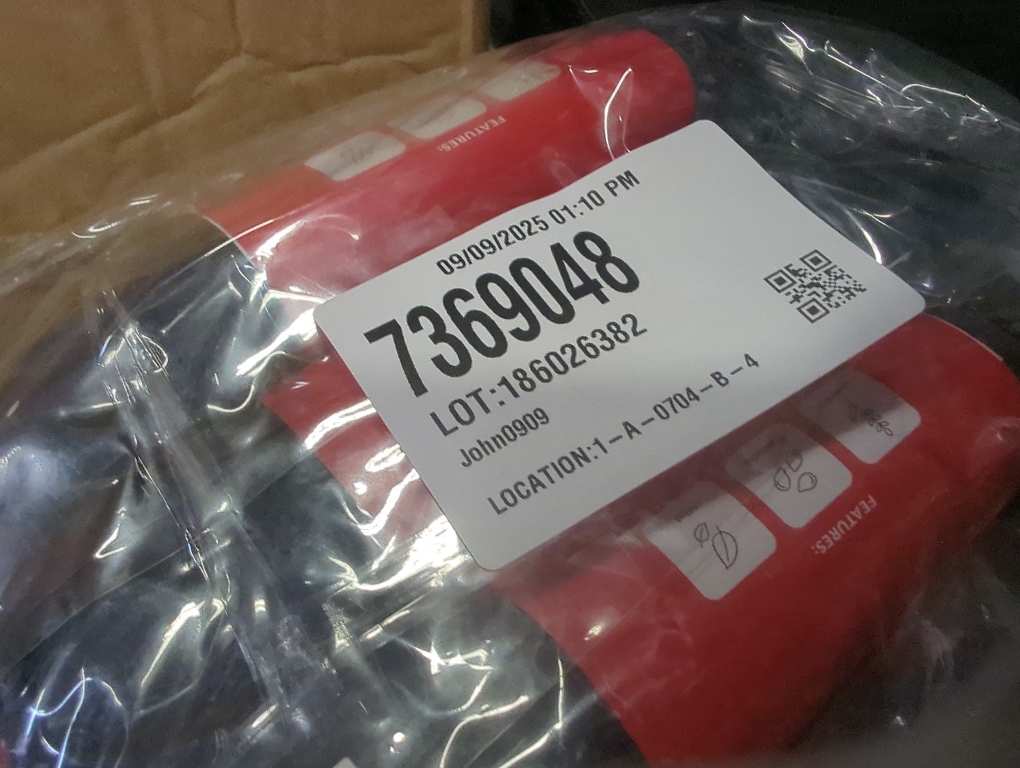 FEATURES:
09/09/2025 01:10 PM
7369048
LOT:186026382
John0909
LOCATION:1-A-0704-B-4
FEATURES: